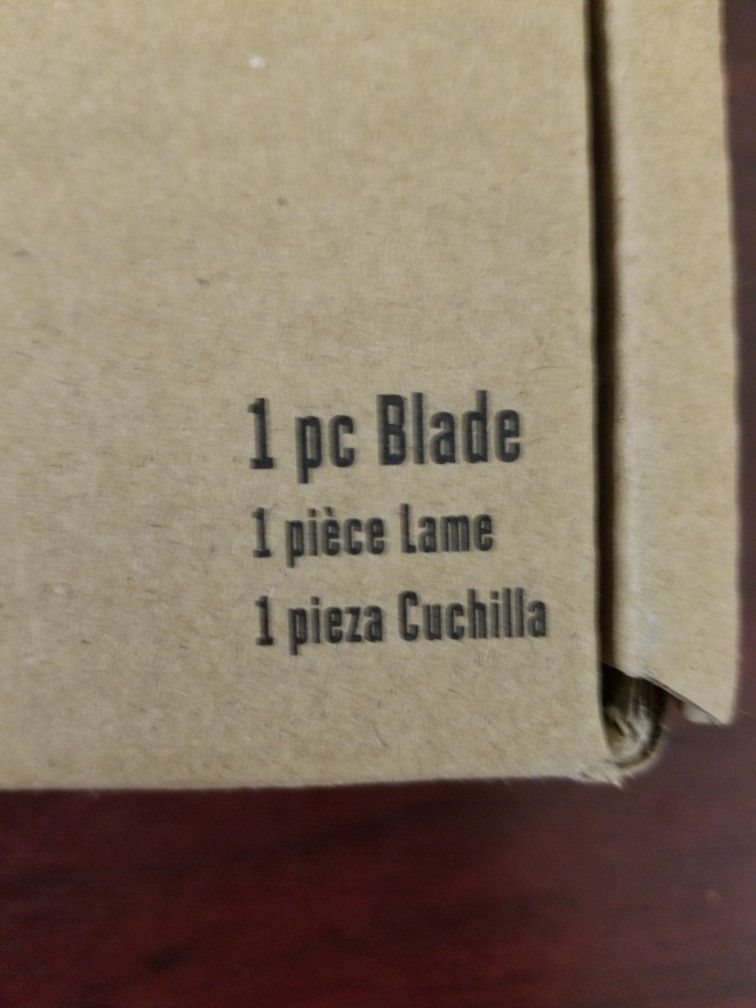 1 pc Blade
1 pièce Lame
1 pieza Cuchilla